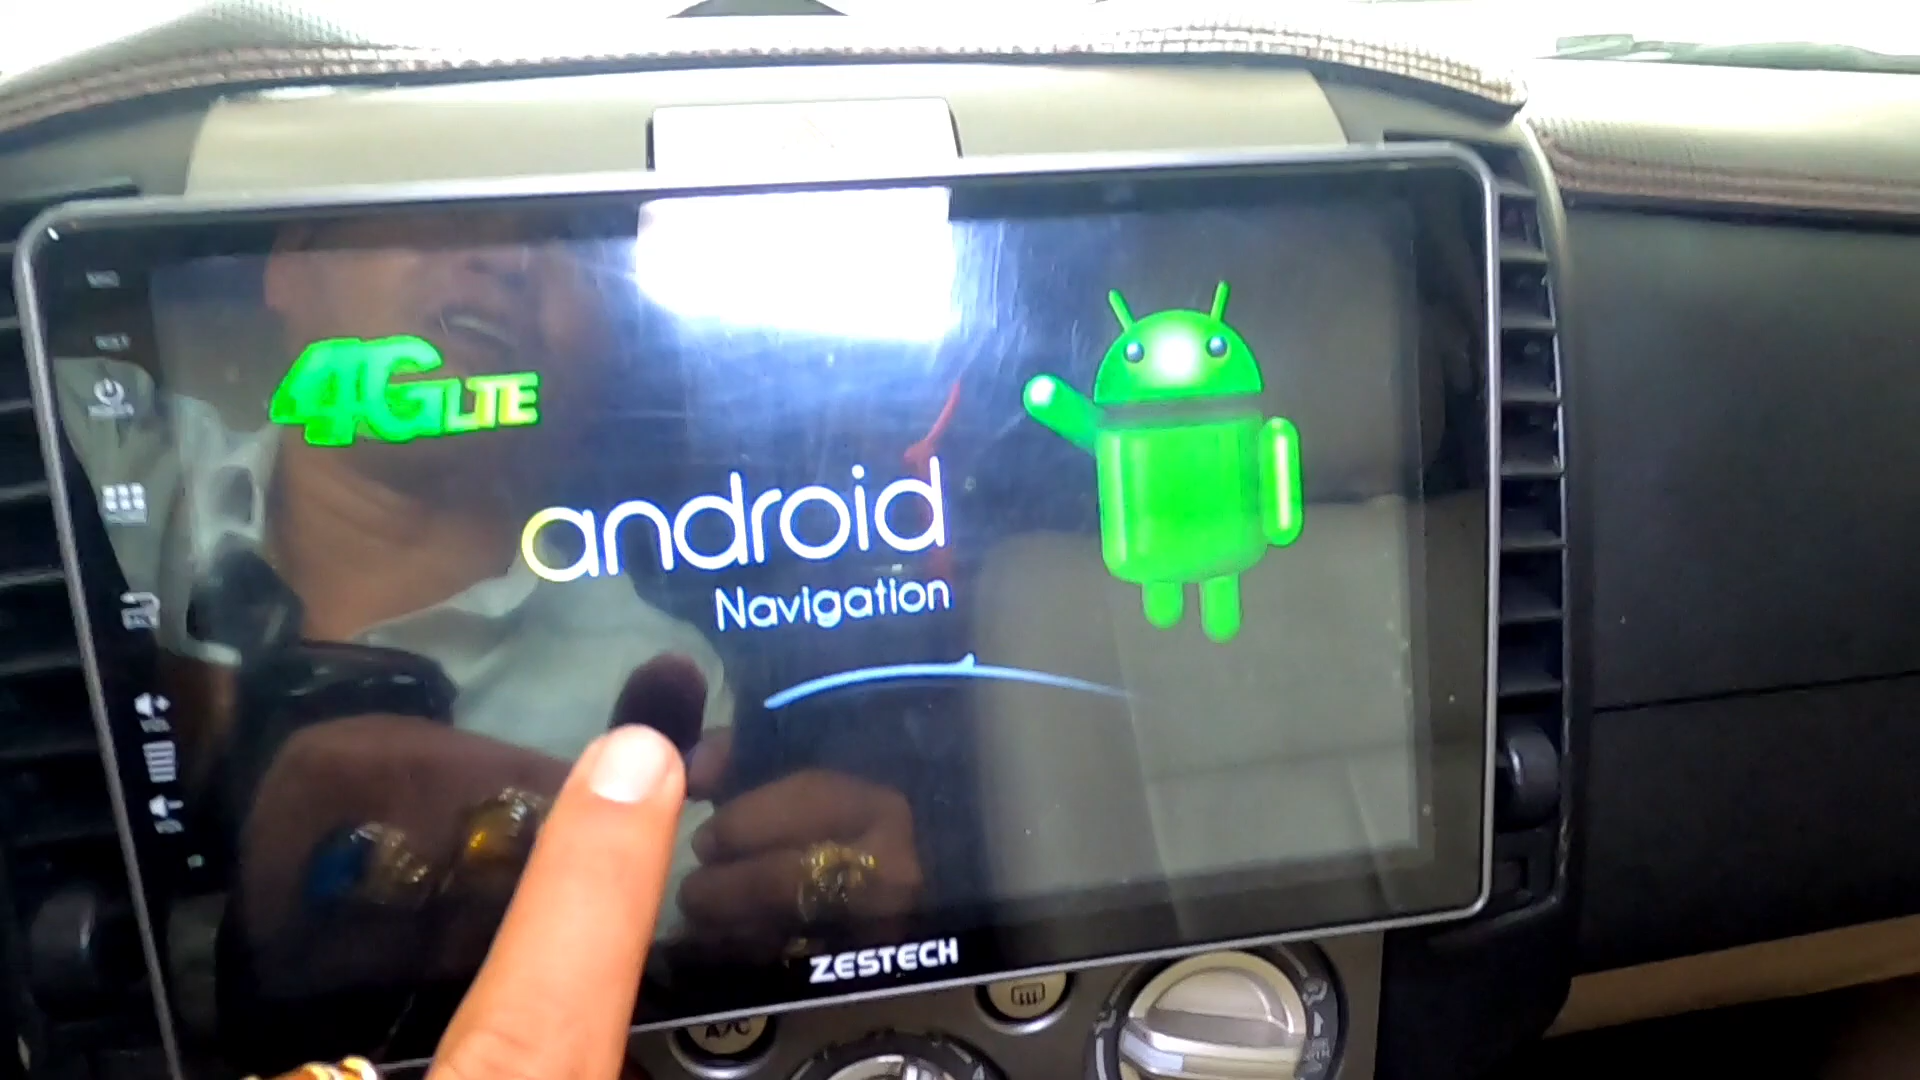 4G LTE
android
Navigation
ZESTECH
A/C